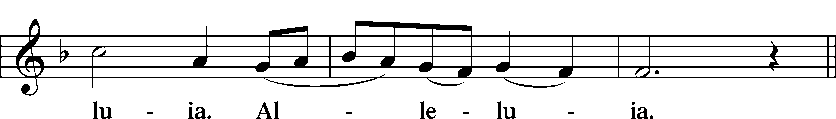 lu - ia. Al - le - lu - ia.